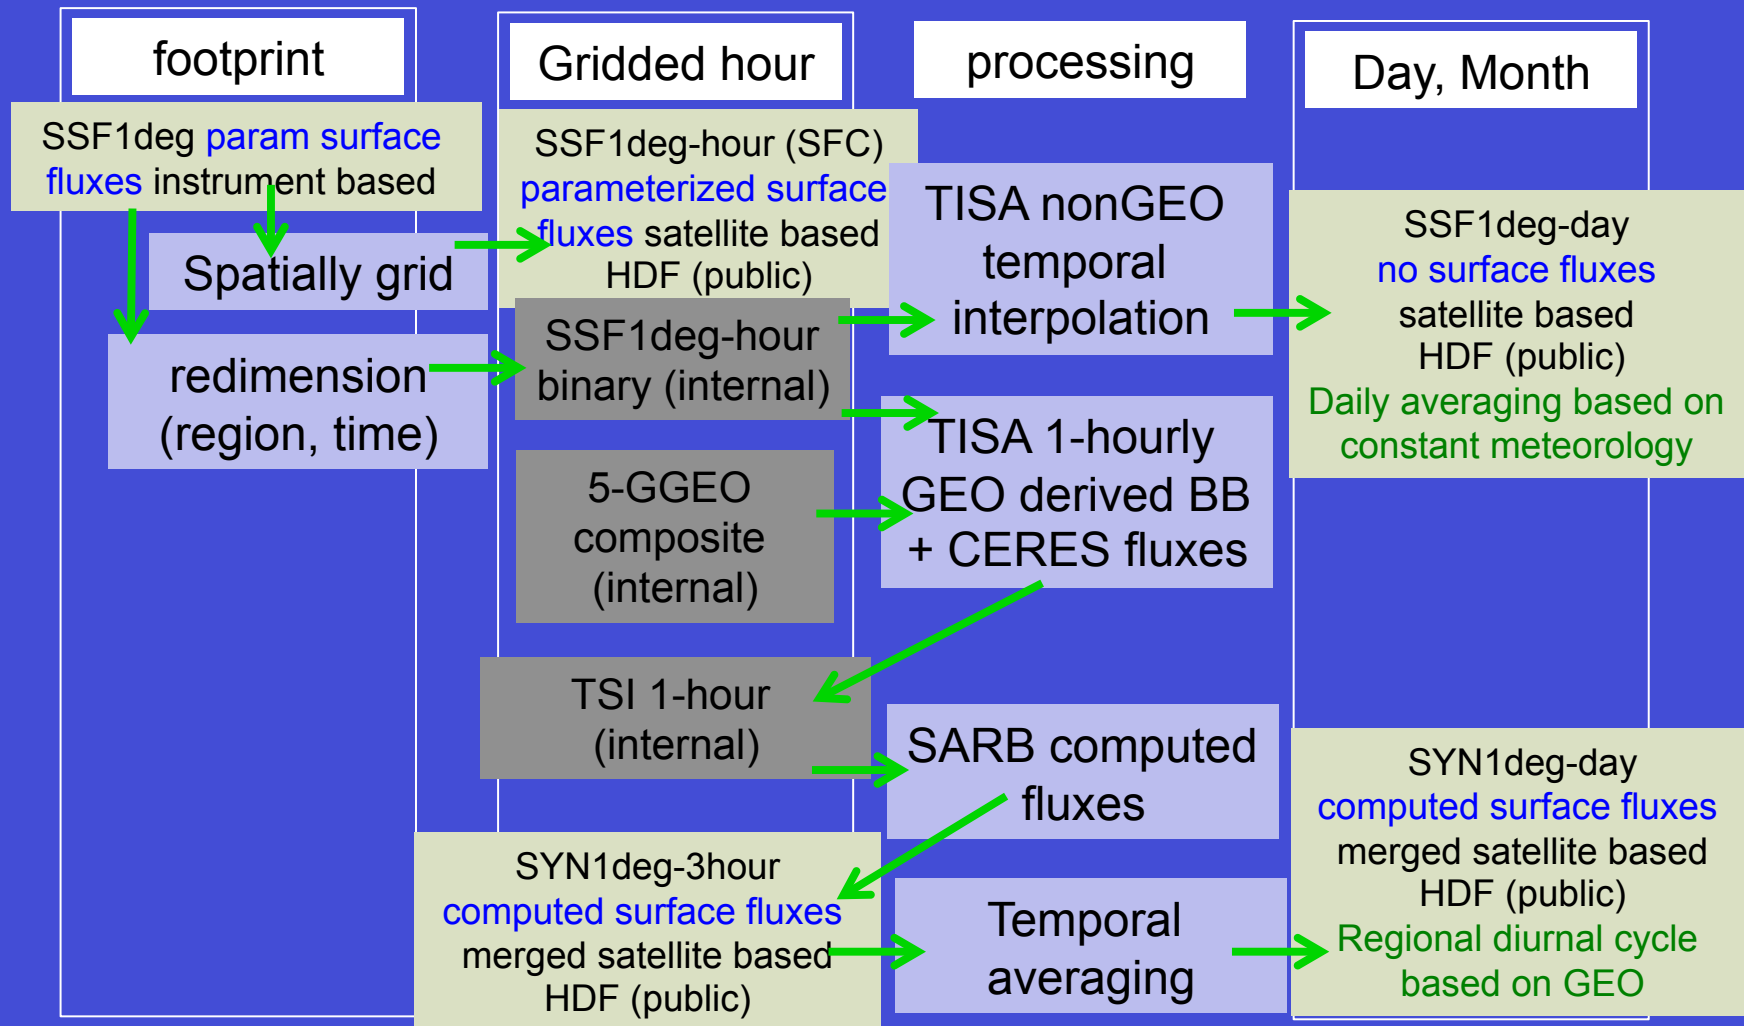 footprint
Gridded hour
processing
Day, Month
SSF1deg param surface
fluxes instrument based
Spatially grid
redimension
(region, time)
SSF1deg-hour (SFC)
parameterized surface
fluxes satellite based
HDF (public)
SSF1deg-hour
binary (internal)
5-GGEO
composite
(internal)
TSI 1-hour
(internal)
SYN1deg-3hour
computed surface fluxes
merged satellite based
HDF (public)
TISA nonGEO
temporal
interpolation
TISA 1-hourly
GEO derived BB
+ CERES fluxes
SARB computed
fluxes
Temporal
averaging
SSF1deg-day
no surface fluxes
satellite based
HDF (public)
Daily averaging based on
constant meteorology
SYN1deg-day
computed surface fluxes
merged satellite based
HDF (public)
Regional diurnal cycle
based on GEO